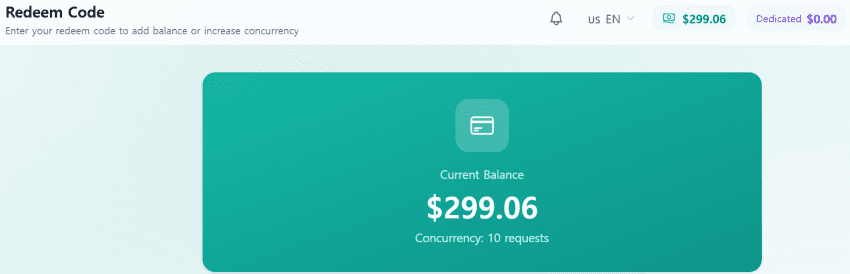 Redeem Code
Enter your redeem code to add balance or increase concurrency
us EN
$299.06
Dedicated $0.00
Current Balance
$299.06
Concurrency: 10 requests